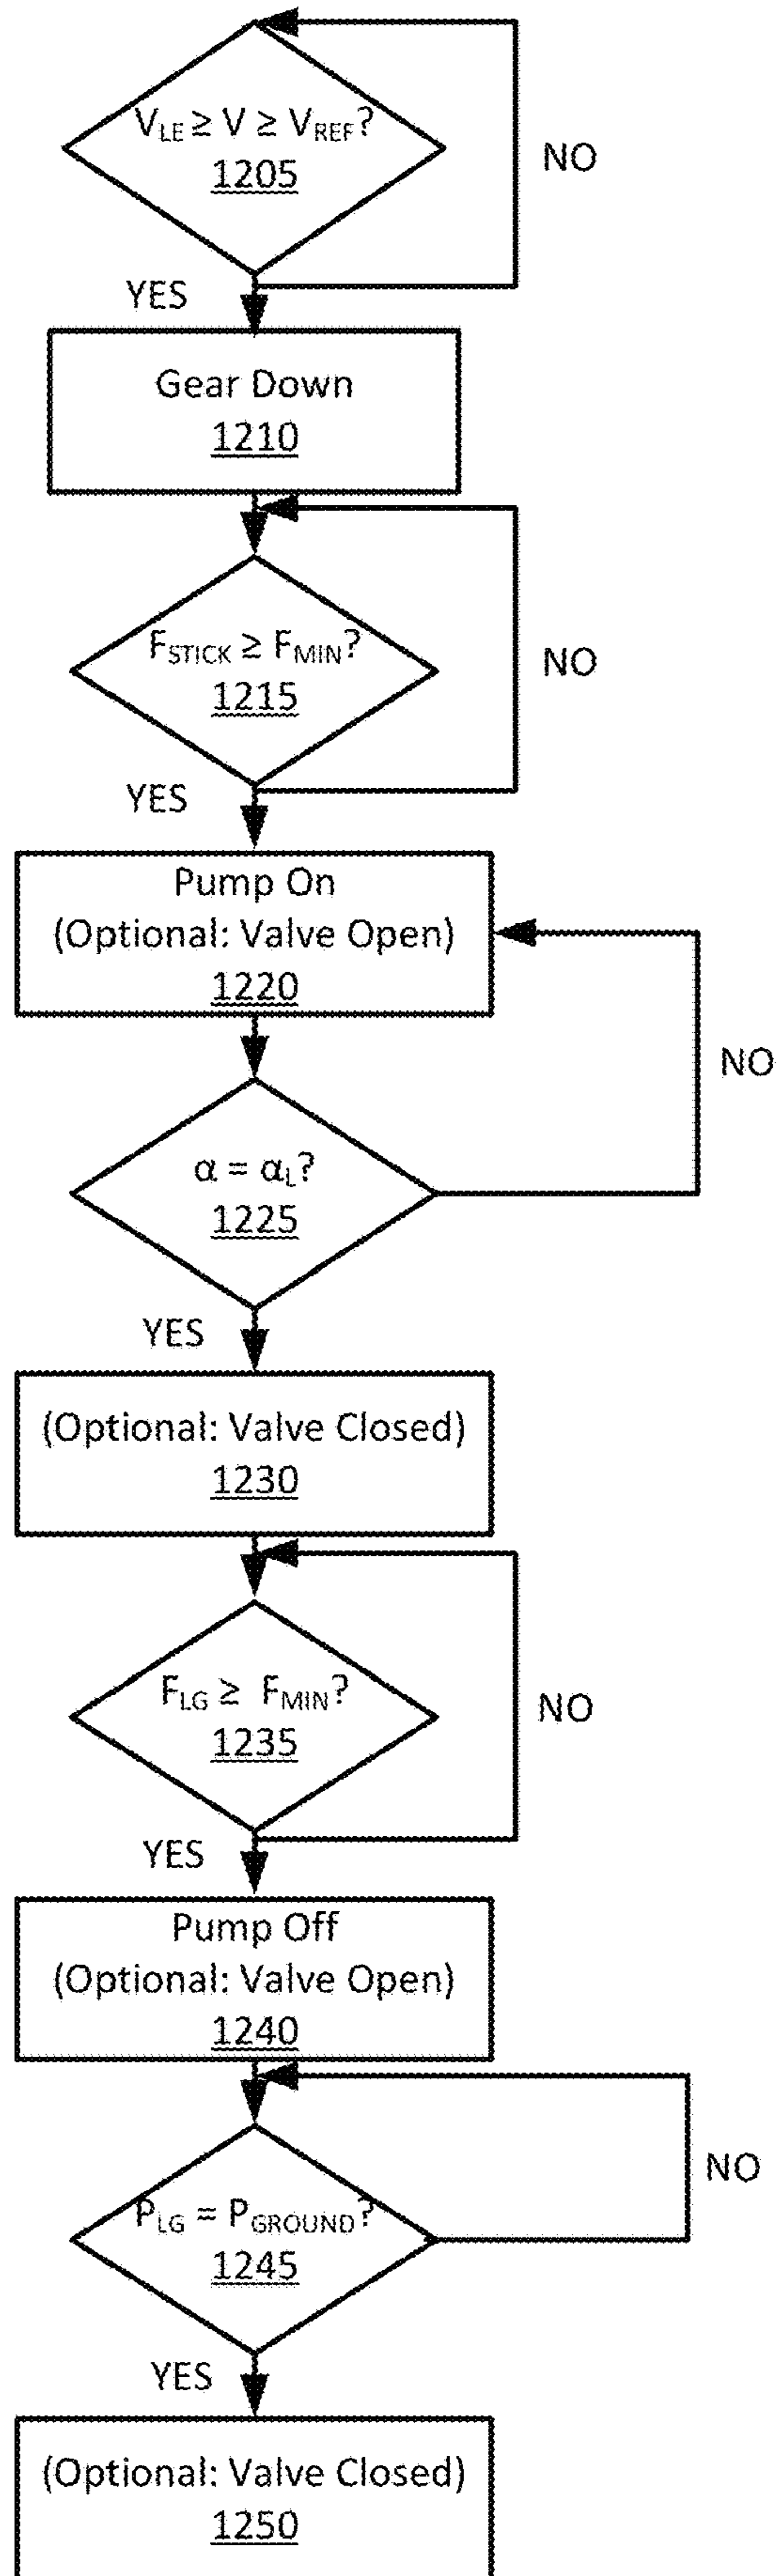 V_LE ≥ V ≥ V_REF?
1205
NO
YES
Gear Down
1210
F_STICK ≥ F_MIN?
1215
NO
YES
Pump On
(Optional: Valve Open)
1220
NO
α = α_L?
1225
YES
(Optional: Valve Closed)
1230
F_LG ≥ F_MIN?
1235
NO
YES
Pump Off
(Optional: Valve Open)
1240
NO
P_LG = P_GROUND?
1245
YES
(Optional: Valve Closed)
1250